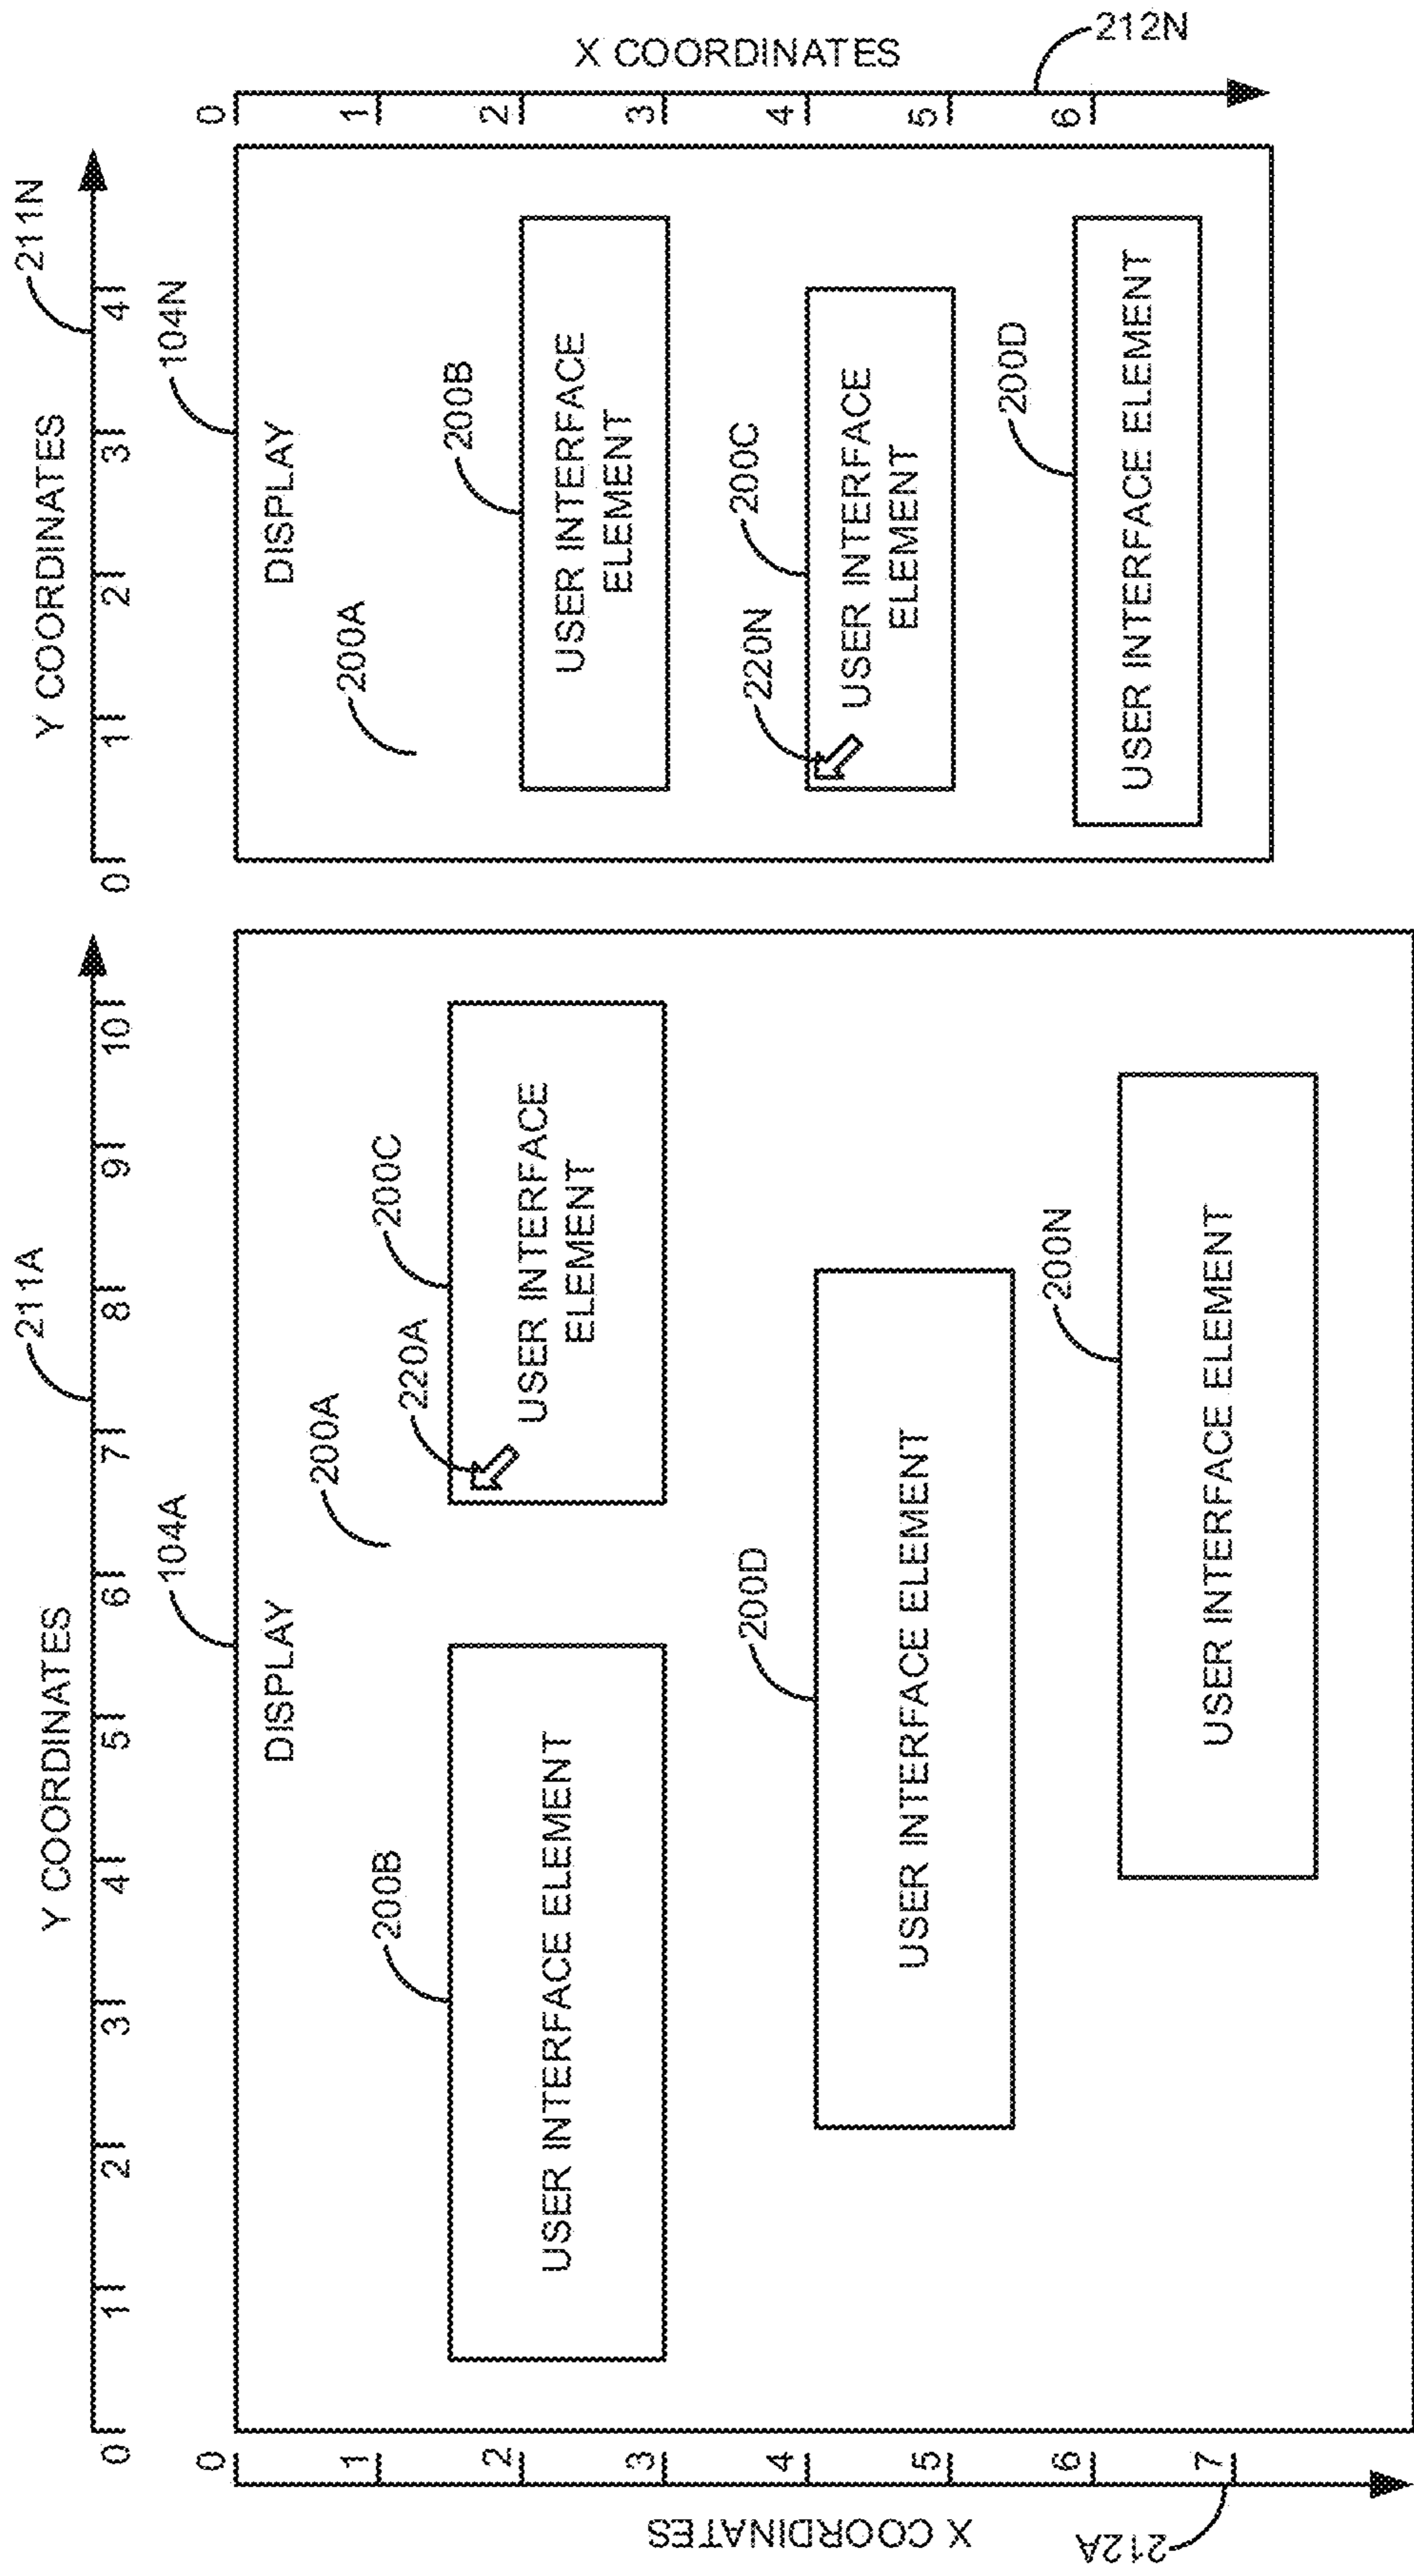 Y COORDINATES
211A
0 1 2 3 4 5 6 7 8 9 10
104A
DISPLAY
X COORDINATES
0
1
2
3
4
5
6
7
212A
200A
200B
USER INTERFACE ELEMENT
220A
200C
USER INTERFACE
ELEMENT
200D
USER INTERFACE ELEMENT
200N
USER INTERFACE ELEMENT
Y COORDINATES
211N
0 1 2 3 4
104N
DISPLAY
X COORDINATES
0
1
2
3
4
5
6
212N
200A
200B
USER INTERFACE
ELEMENT
220N
200C
USER INTERFACE
ELEMENT
200D
USER INTERFACE ELEMENT